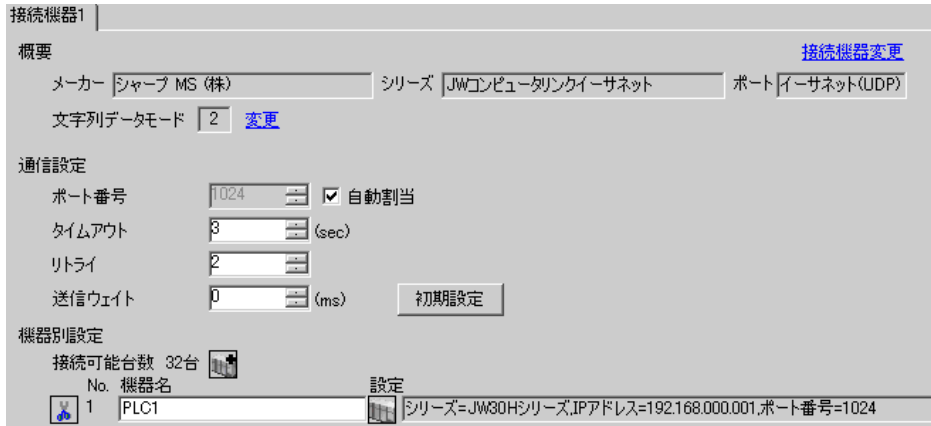 接続機器1
概要 接続機器変更
メーカー シャープ MS (株) シリーズ JWコンピュータリンクイーサネット ポート イーサネット(UDP)
文字列データモード 2 変更
通信設定
ポート番号 1024 自動割当
タイムアウト 3 (sec)
リトライ 2
送信ウェイト 0 (ms) 初期設定
機器別設定
接続可能台数 32台
No. 機器名 設定
1 PLC1 シリーズ=JW30Hシリーズ,IPアドレス=192.168.000.001,ポート番号=1024